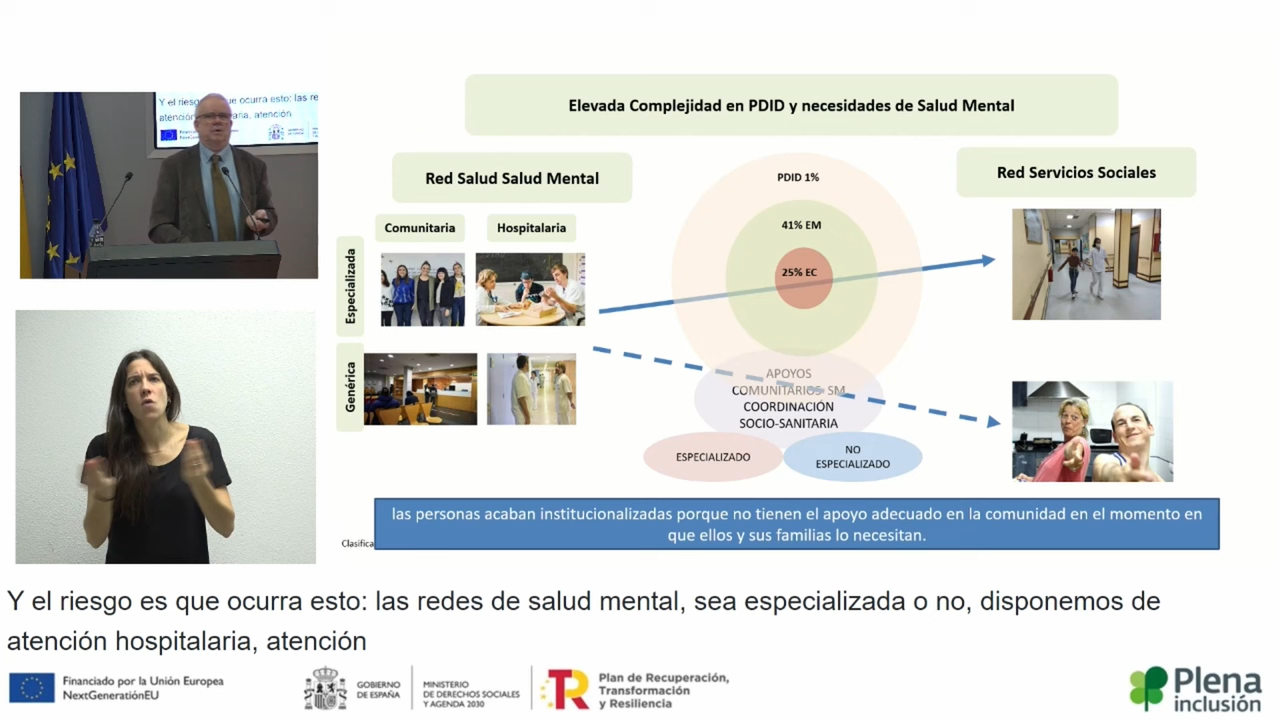 Elevada Complejidad en PDID y necesidades de Salud Mental
Red Salud Salud Mental
Red Servicios Sociales
Comunitaria
Hospitalaria
Especializada
Genérica
PDID 1%
41% EM
25% EC
APOYOS
COMUNITARIOS SM
COORDINACIÓN
SOCIO-SANITARIA
ESPECIALIZADO
NO
ESPECIALIZADO
las personas acaban institucionalizadas porque no tienen el apoyo adecuado en la comunidad en el momento en
que ellos y sus familias lo necesitan.
Clasifica
Y el riesgo es que ocurra esto: las redes de salud mental, sea especializada o no, disponemos de
atención hospitalaria, atención
Financiado por la Unión Europea
NextGenerationEU
GOBIERNO
DE ESPAÑA
MINISTERIO
DE DERECHOS SOCIALES
Y AGENDA 2030
Plan de Recuperación,
Transformación
y Resiliencia
Plena
inclusión